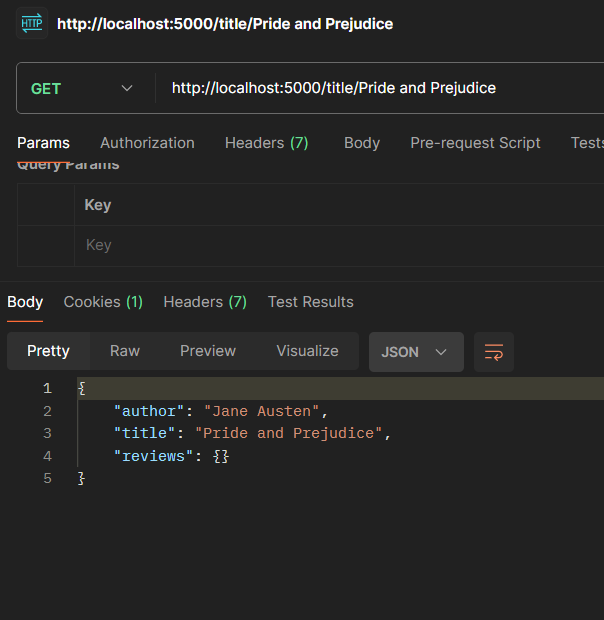 HTTP http://localhost:5000/title/Pride and Prejudice
GET http://localhost:5000/title/Pride and Prejudice
Params Authorization Headers (7) Body Pre-request Script Tests
Query Params
Key
Key
Body Cookies (1) Headers (7) Test Results
Pretty Raw Preview Visualize JSON
1 {
2 "author": "Jane Austen",
3 "title": "Pride and Prejudice",
4 "reviews": {}
5 }